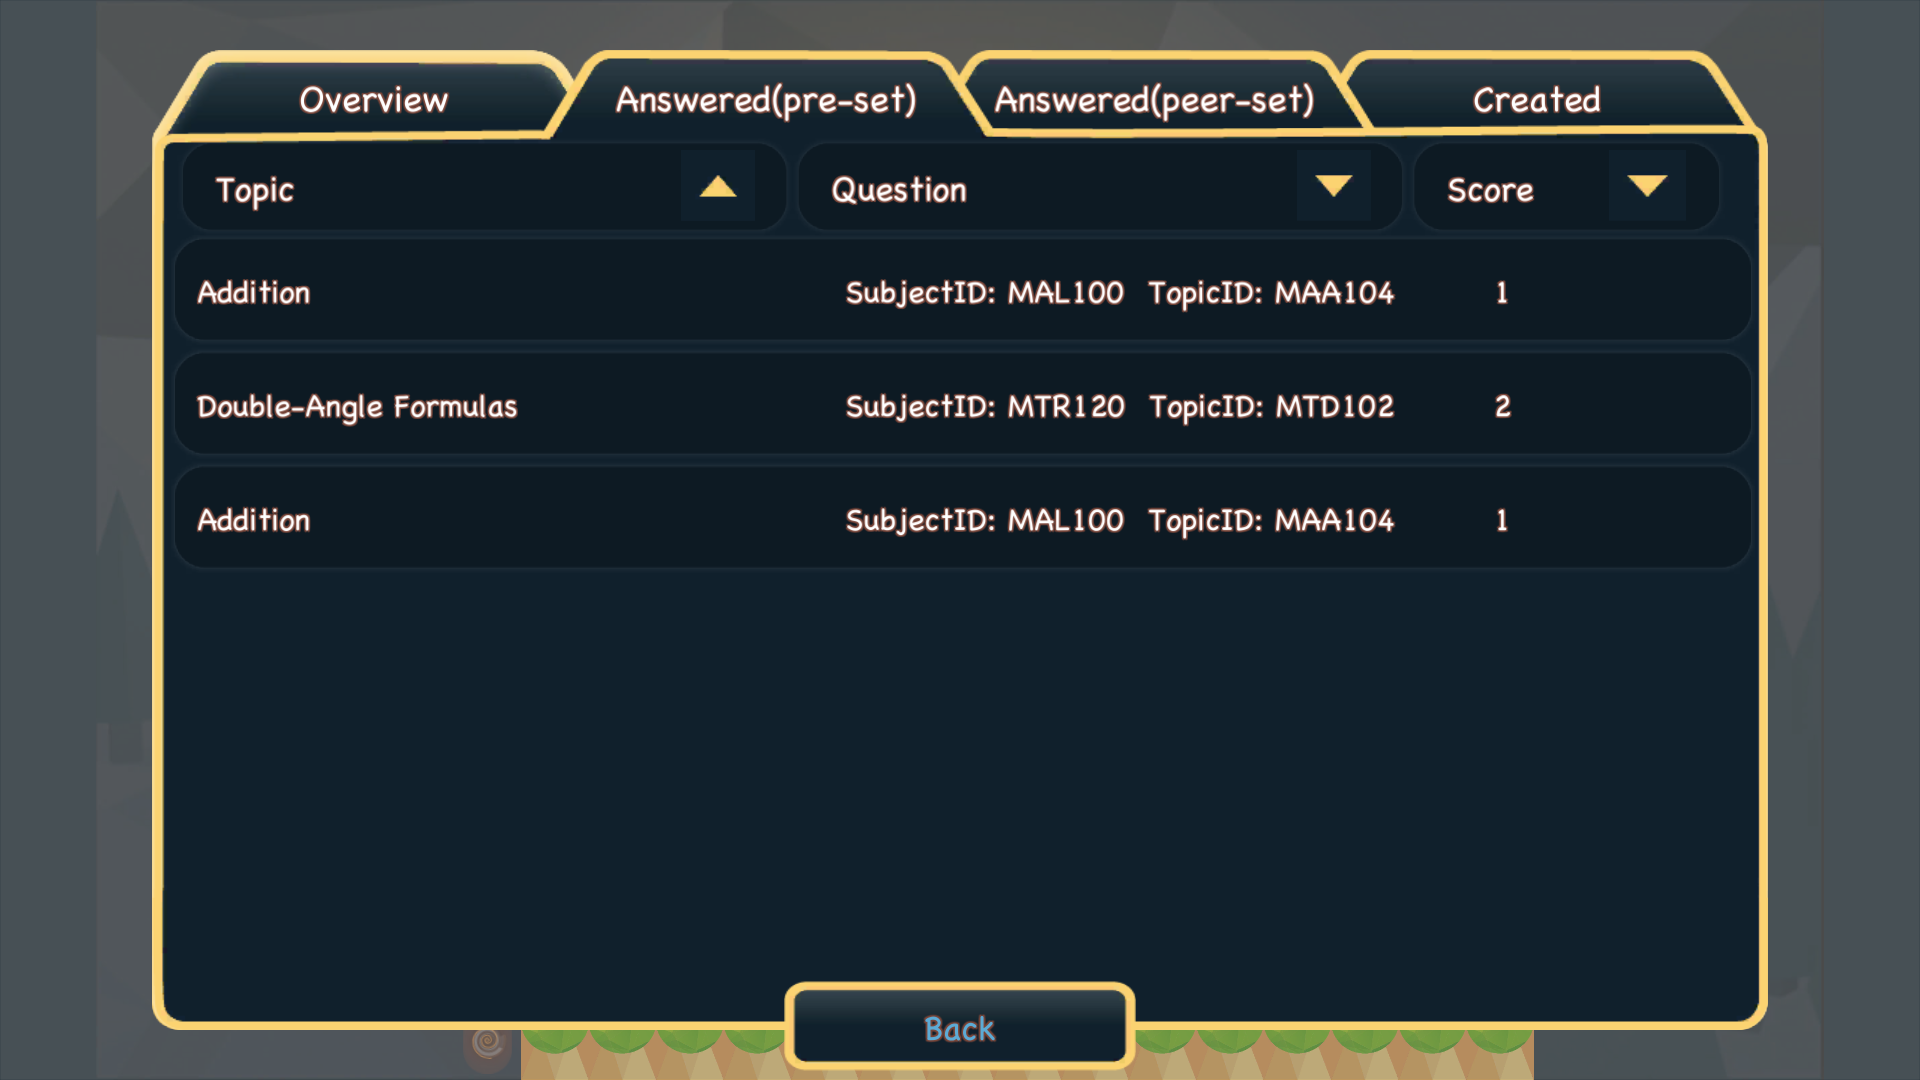 Overview Answered(pre-set) Answered(peer-set) Created
Topic Question Score
Addition SubjectID: MAL100 TopicID: MAA104 1
Double-Angle Formulas SubjectID: MTR120 TopicID: MTD102 2
Addition SubjectID: MAL100 TopicID: MAA104 1
Back